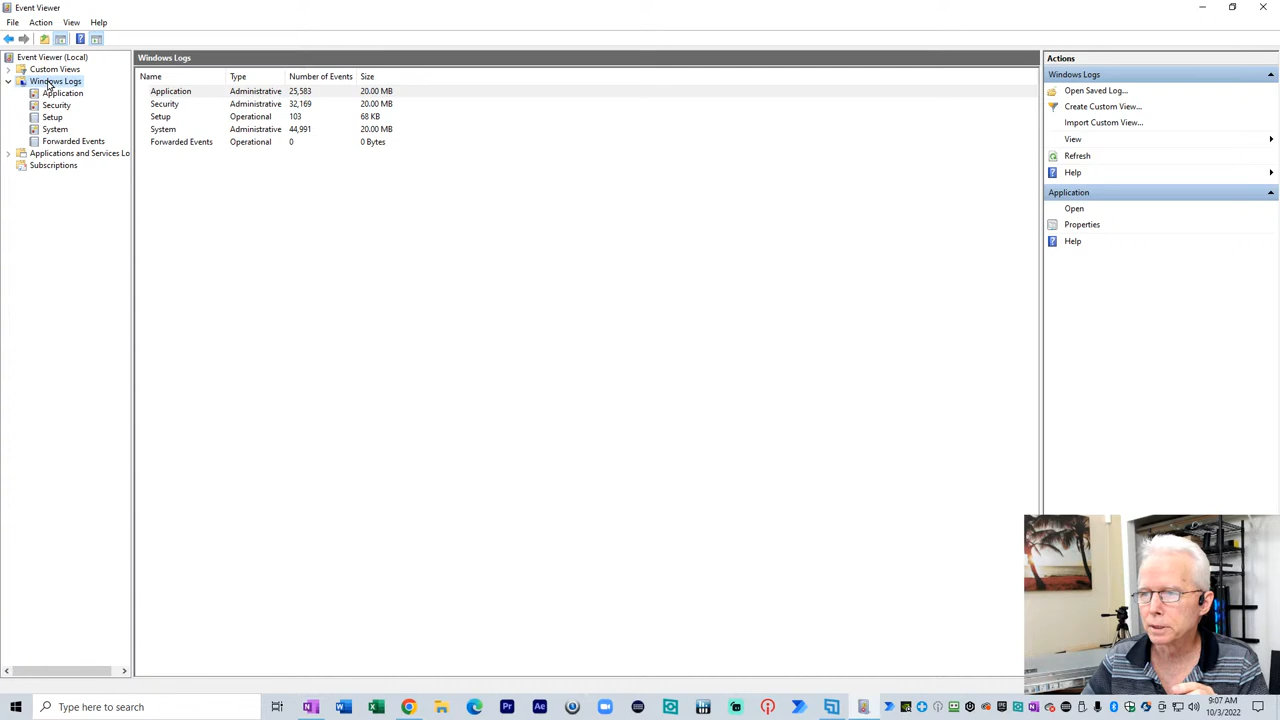 Event Viewer
File Action View Help
Event Viewer (Local)
Custom Views
Windows Logs
Application
Security
Setup
System
Forwarded Events
Applications and Services Lo
Subscriptions
Windows Logs
Name Type Number of Events Size
Application Administrative 25,583 20.00 MB
Security Administrative 32,169 20.00 MB
Setup Operational 103 68 KB
System Administrative 44,991 20.00 MB
Forwarded Events Operational 0 0 Bytes
Actions
Windows Logs
Open Saved Log...
Create Custom View...
Import Custom View...
View
Refresh
Help
Application
Open
Properties
Help
Type here to search
9:07 AM
10/3/2022